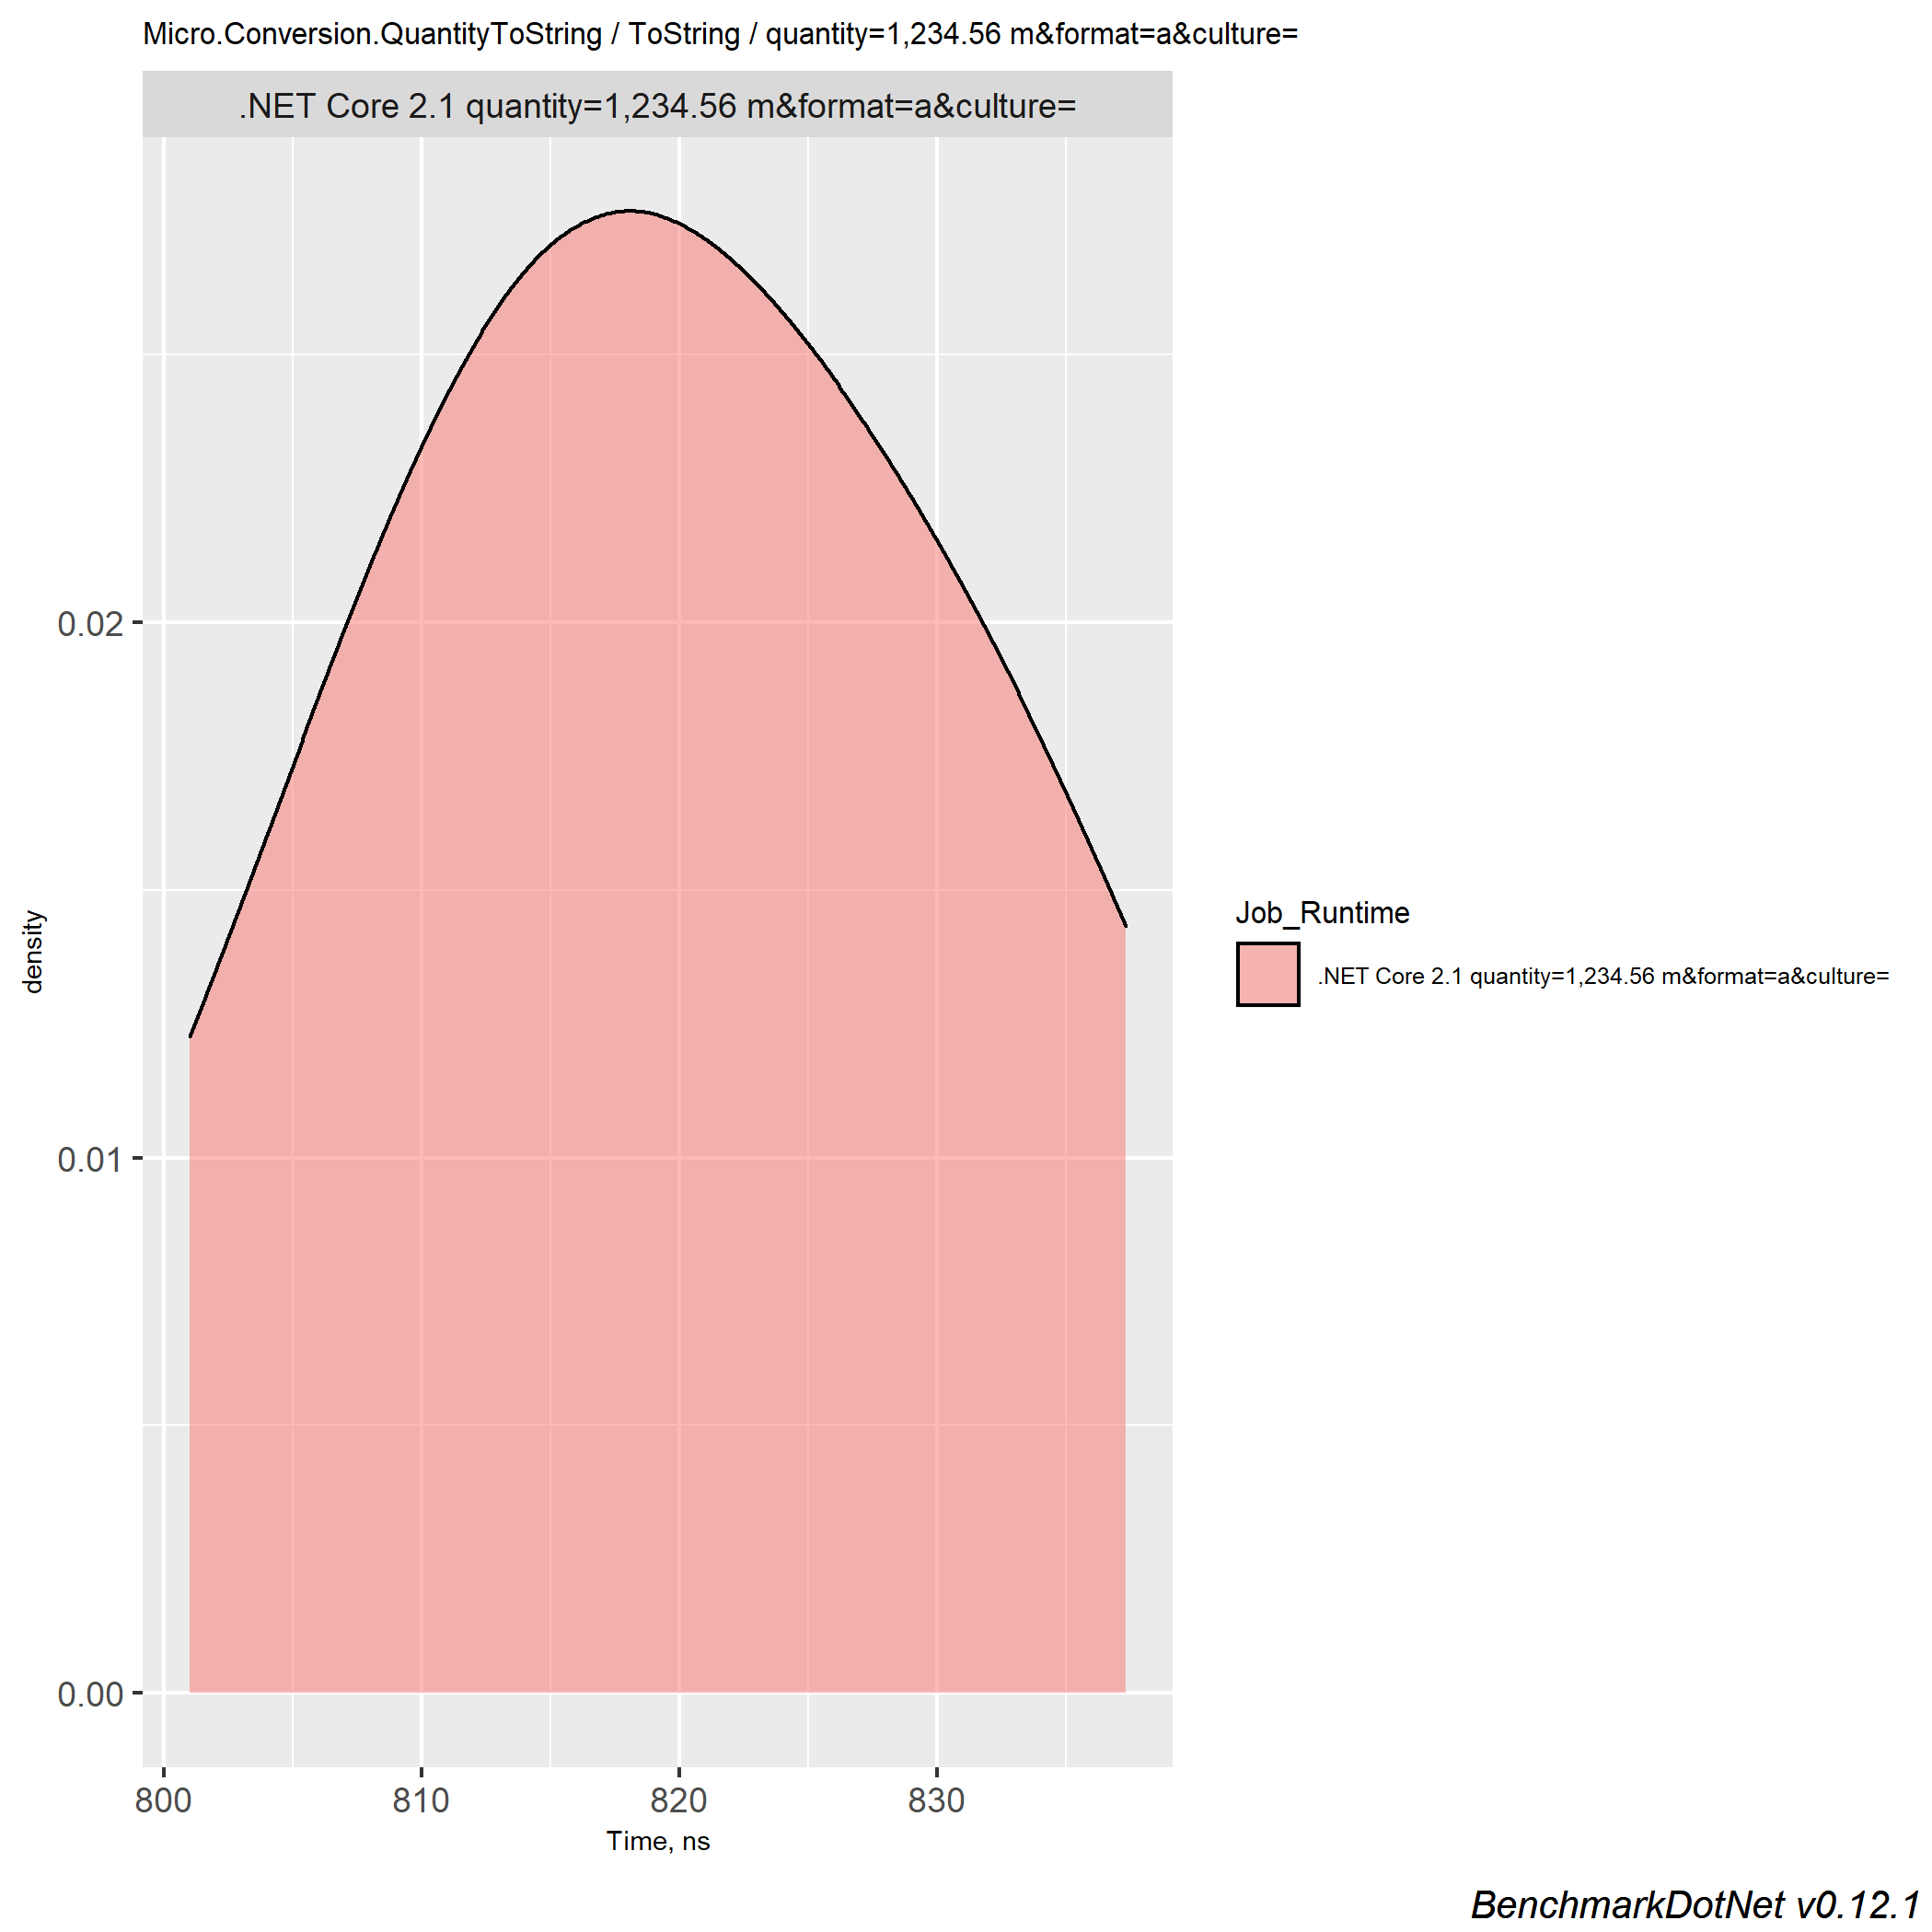 Micro.Conversion.QuantityToString / ToString / quantity=1,234.56 m&format=a&culture=
.NET Core 2.1 quantity=1,234.56 m&format=a&culture=
0.02
0.01
0.00
density
800 810 820 830
Time, ns
Job_Runtime
.NET Core 2.1 quantity=1,234.56 m&format=a&culture=
BenchmarkDotNet v0.12.1